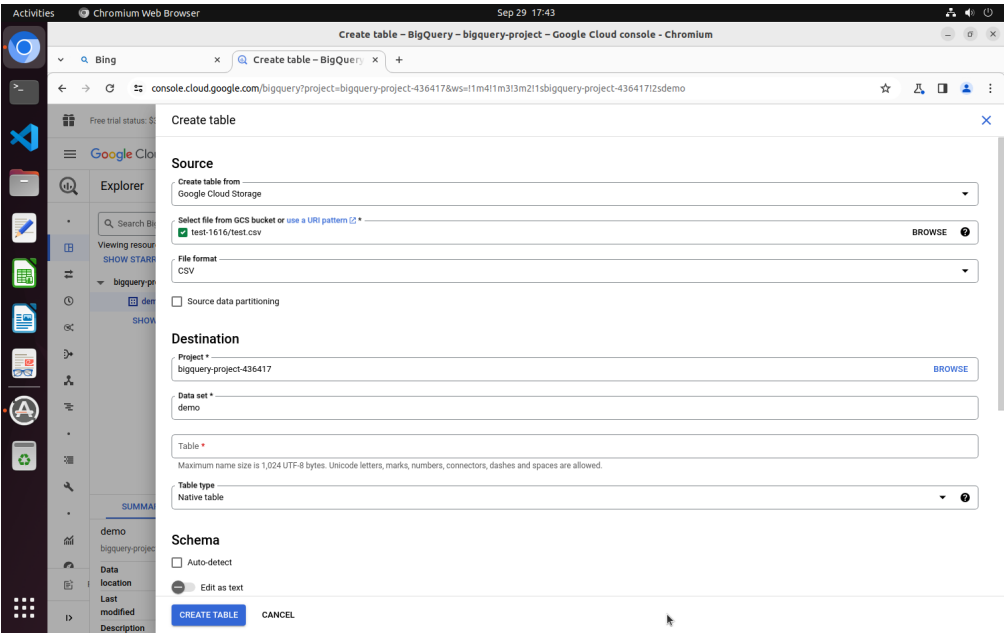 Activities
Chromium Web Browser
Sep 29 17:43
Create table – BigQuery – bigquery-project – Google Cloud console - Chromium
Bing
Create table – BigQuery
console.cloud.google.com/bigquery?project=bigquery-project-436417&ws=!1m4!1m3!3m2!1sbigquery-project-436417!2sdemo
Free trial status: $
Create table
Google Clo
Explorer
Search Bi
Viewing resour
SHOW STARR
bigquery-pr
dem
SHOW
Source
Create table from
Google Cloud Storage
Select file from GCS bucket or use a URI pattern *
test-1616/test.csv
BROWSE
File format
CSV
Source data partitioning
Destination
Project *
bigquery-project-436417
BROWSE
Data set *
demo
Table *
Maximum name size is 1,024 UTF-8 bytes. Unicode letters, marks, numbers, connectors, dashes and spaces are allowed.
Table type
Native table
SUMMA
demo
bigquery-projec
Data
location
Last
modified
Description
Schema
Auto-detect
Edit as text
CREATE TABLE
CANCEL